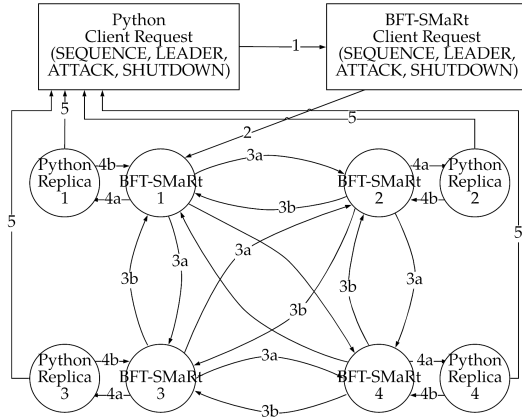 Python
Client Request
(SEQUENCE, LEADER,
ATTACK, SHUTDOWN)
1
BFT-SMaRt
Client Request
(SEQUENCE, LEADER,
ATTACK, SHUTDOWN)
5
2
5
Python
Replica
1
4b
4a
BFT-SMaRt
1
3a
3b
BFT-SMaRt
2
4a
4b
Python
Replica
2
5
5
3b
3a
3a
3b
3b
3a
Python
Replica
3
4b
4a
BFT-SMaRt
3
3a
3b
BFT-SMaRt
4
4a
4b
Python
Replica
4